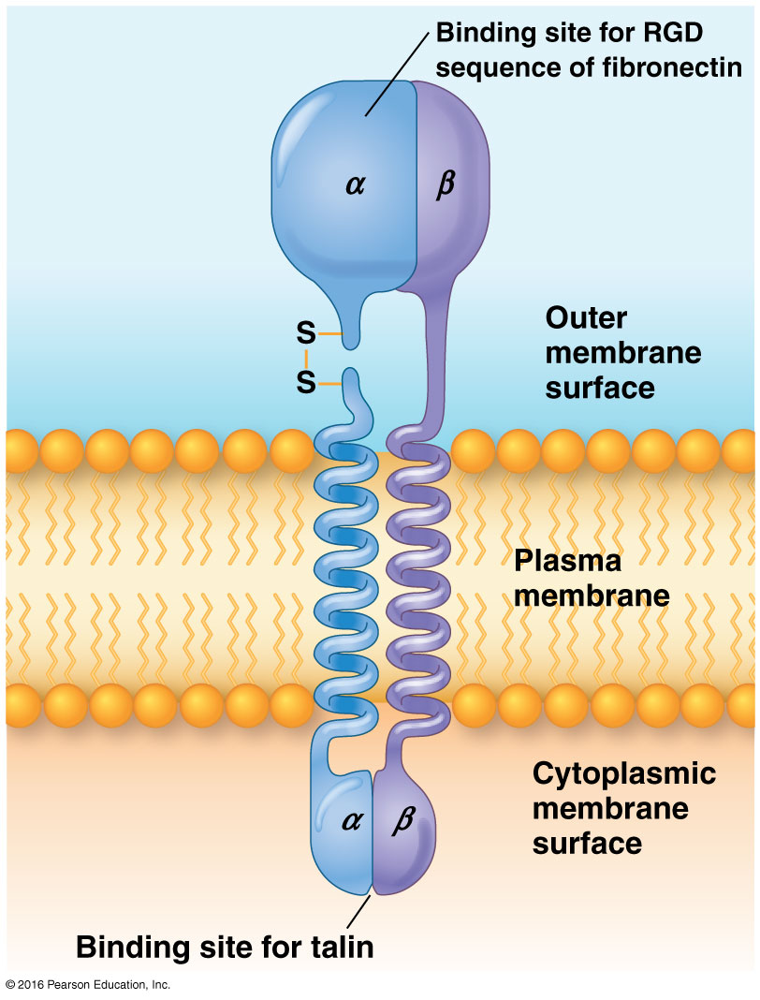 Binding site for RGD
sequence of fibronectin
α
β
S
S
Outer
membrane
surface
Plasma
membrane
Cytoplasmic
membrane
surface
α
β
Binding site for talin
© 2016 Pearson Education, Inc.